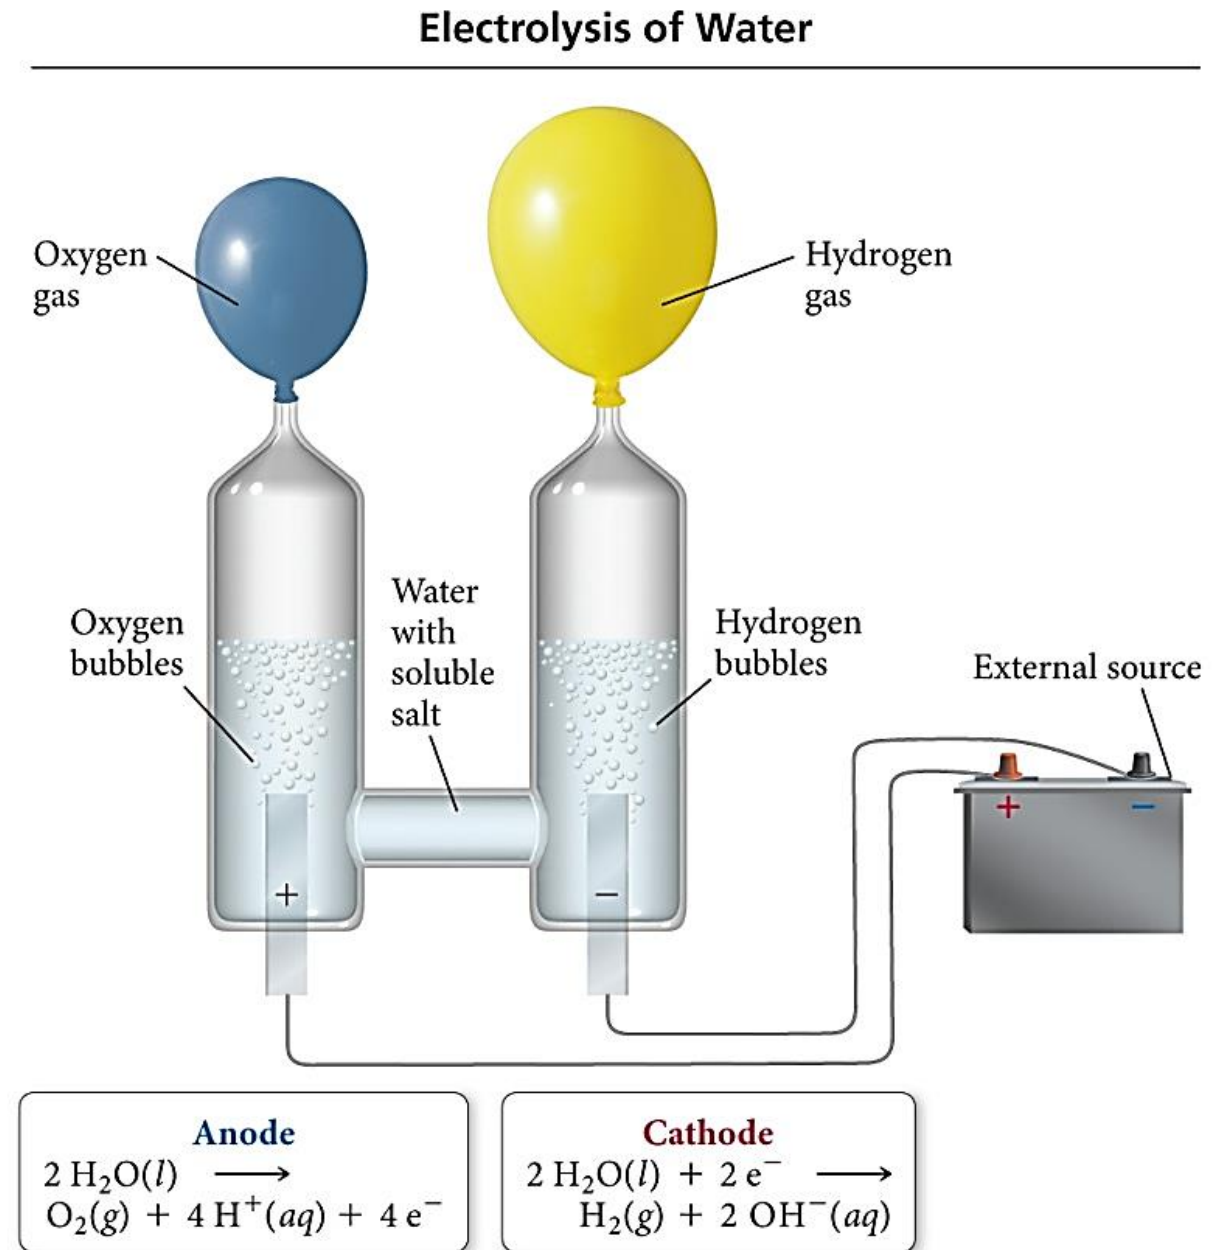 Electrolysis of Water
Oxygen
gas
Hydrogen
gas
Oxygen
bubbles
Water
with
soluble
salt
Hydrogen
bubbles
External source
+ −
+
−
Anode
2 H₂O(l) ⟶
O₂(g) + 4 H⁺(aq) + 4 e⁻
Cathode
2 H₂O(l) + 2 e⁻ ⟶
H₂(g) + 2 OH⁻(aq)